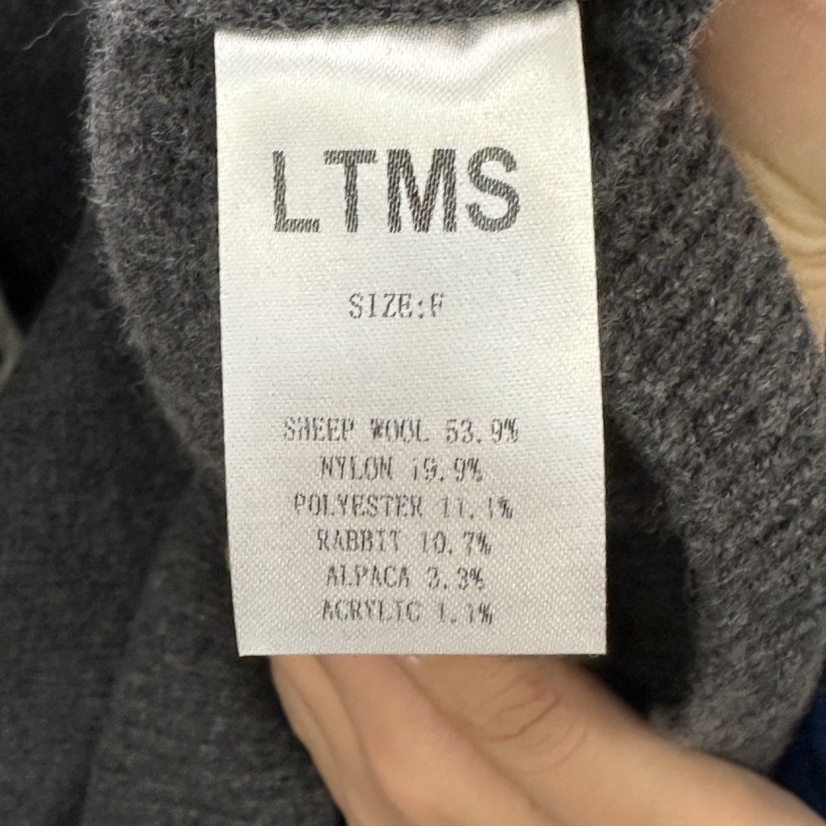 LTMS
SIZE:F
SHEEP WOOL 53.9%
NYLON 19.9%
POLYESTER 11.1%
RABBIT 10.7%
ALPACA 3.3%
ACRYLIC 1.1%